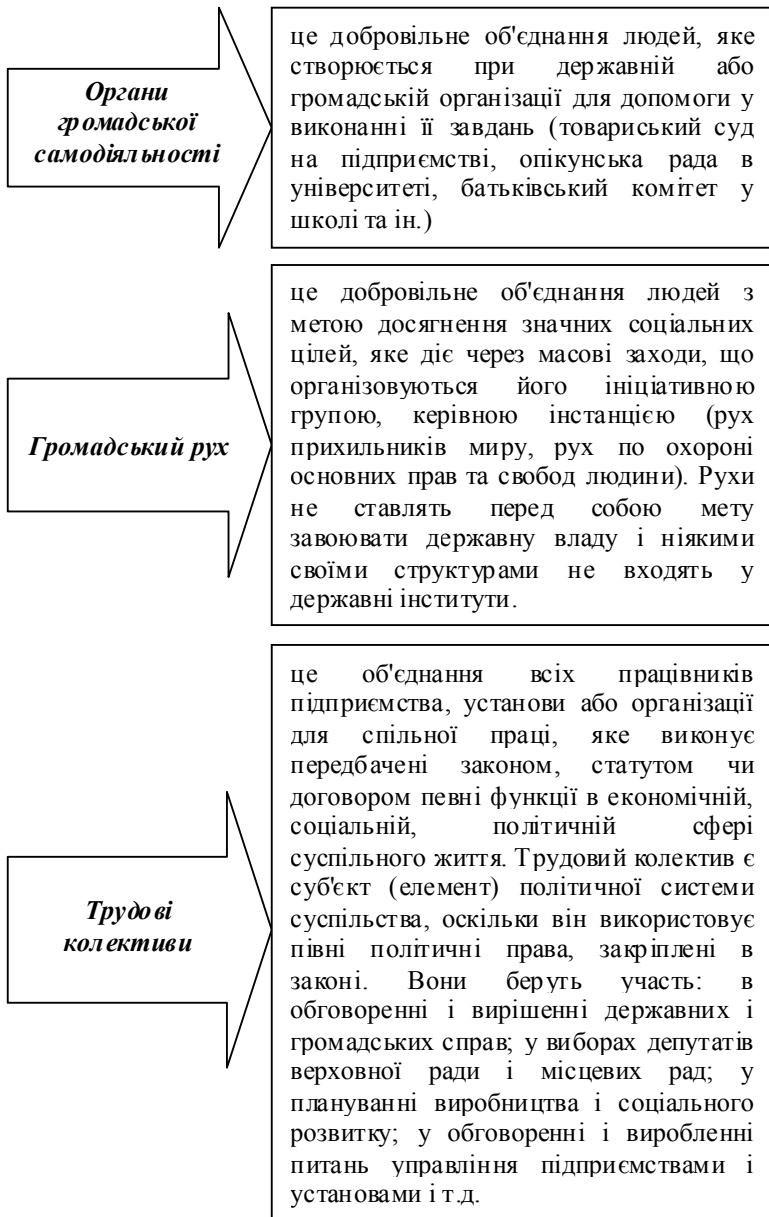 Органи
громадської
самодіяльності
це добровільне об'єднання людей, яке
створюється при державній або
громадській організації для допомоги у
виконанні її завдань (товариський суд
на підприємстві, опікунська рада в
університеті, батьківський комітет у
школі та ін.)
Громадський рух
це добровільне об'єднання людей з
метою досягнення значних соціальних
цілей, яке діє через масові заходи, що
організовуються його ініціативною
групою, керівною інстанцією (рух
прихильників миру, рух по охороні
основних прав та свобод людини). Рухи
не ставлять перед собою мету
завоювати державну владу і ніякими
своїми структурами не входять у
державні інститути.
Трудові
колективи
це об'єднання всіх працівників
підприємства, установи або організації
для спільної праці, яке виконує
передбачені законом, статутом чи
договором певні функції в економічній,
соціальній, політичній сфері
суспільного життя. Трудовий колектив є
суб'єкт (елемент) політичної системи
суспільства, оскільки він використовує
півні політичні права, закріплені в
законі. Вони беруть участь: в
обговоренні і вирішенні державних і
громадських справ; у виборах депутатів
верховної ради і місцевих рад; у
плануванні виробництва і соціального
розвитку; у обговоренні і виробленні
питань управління підприємствами і
установами і т.д.